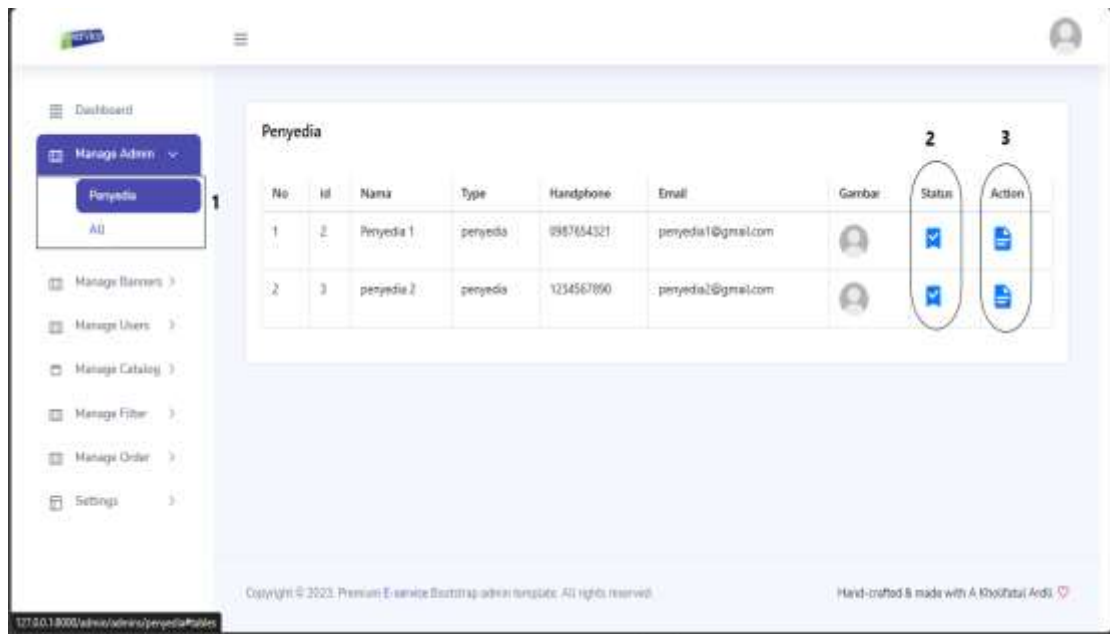 Dashboard
Manage Admin
Penyedia
All
1
Manage Banners
Manage Users
Manage Catalog
Manage Filter
Manage Order
Settings
Penyedia
2 3
No id Nama Type Handphone Email Gambar Status Action
1 2 Penyedia 1 penyedia 0987654321 penyedia1@gmail.com
2 3 penyedia 2 penyedia 1234567890 penyedia2@gmail.com
Copyright © 2023. Premium E-service Bootstrap admin template. All rights reserved.
Hand-crafted & made with A Kholifatul Ardli
127.0.0.1:8000/admin/admins/penyedia#tables